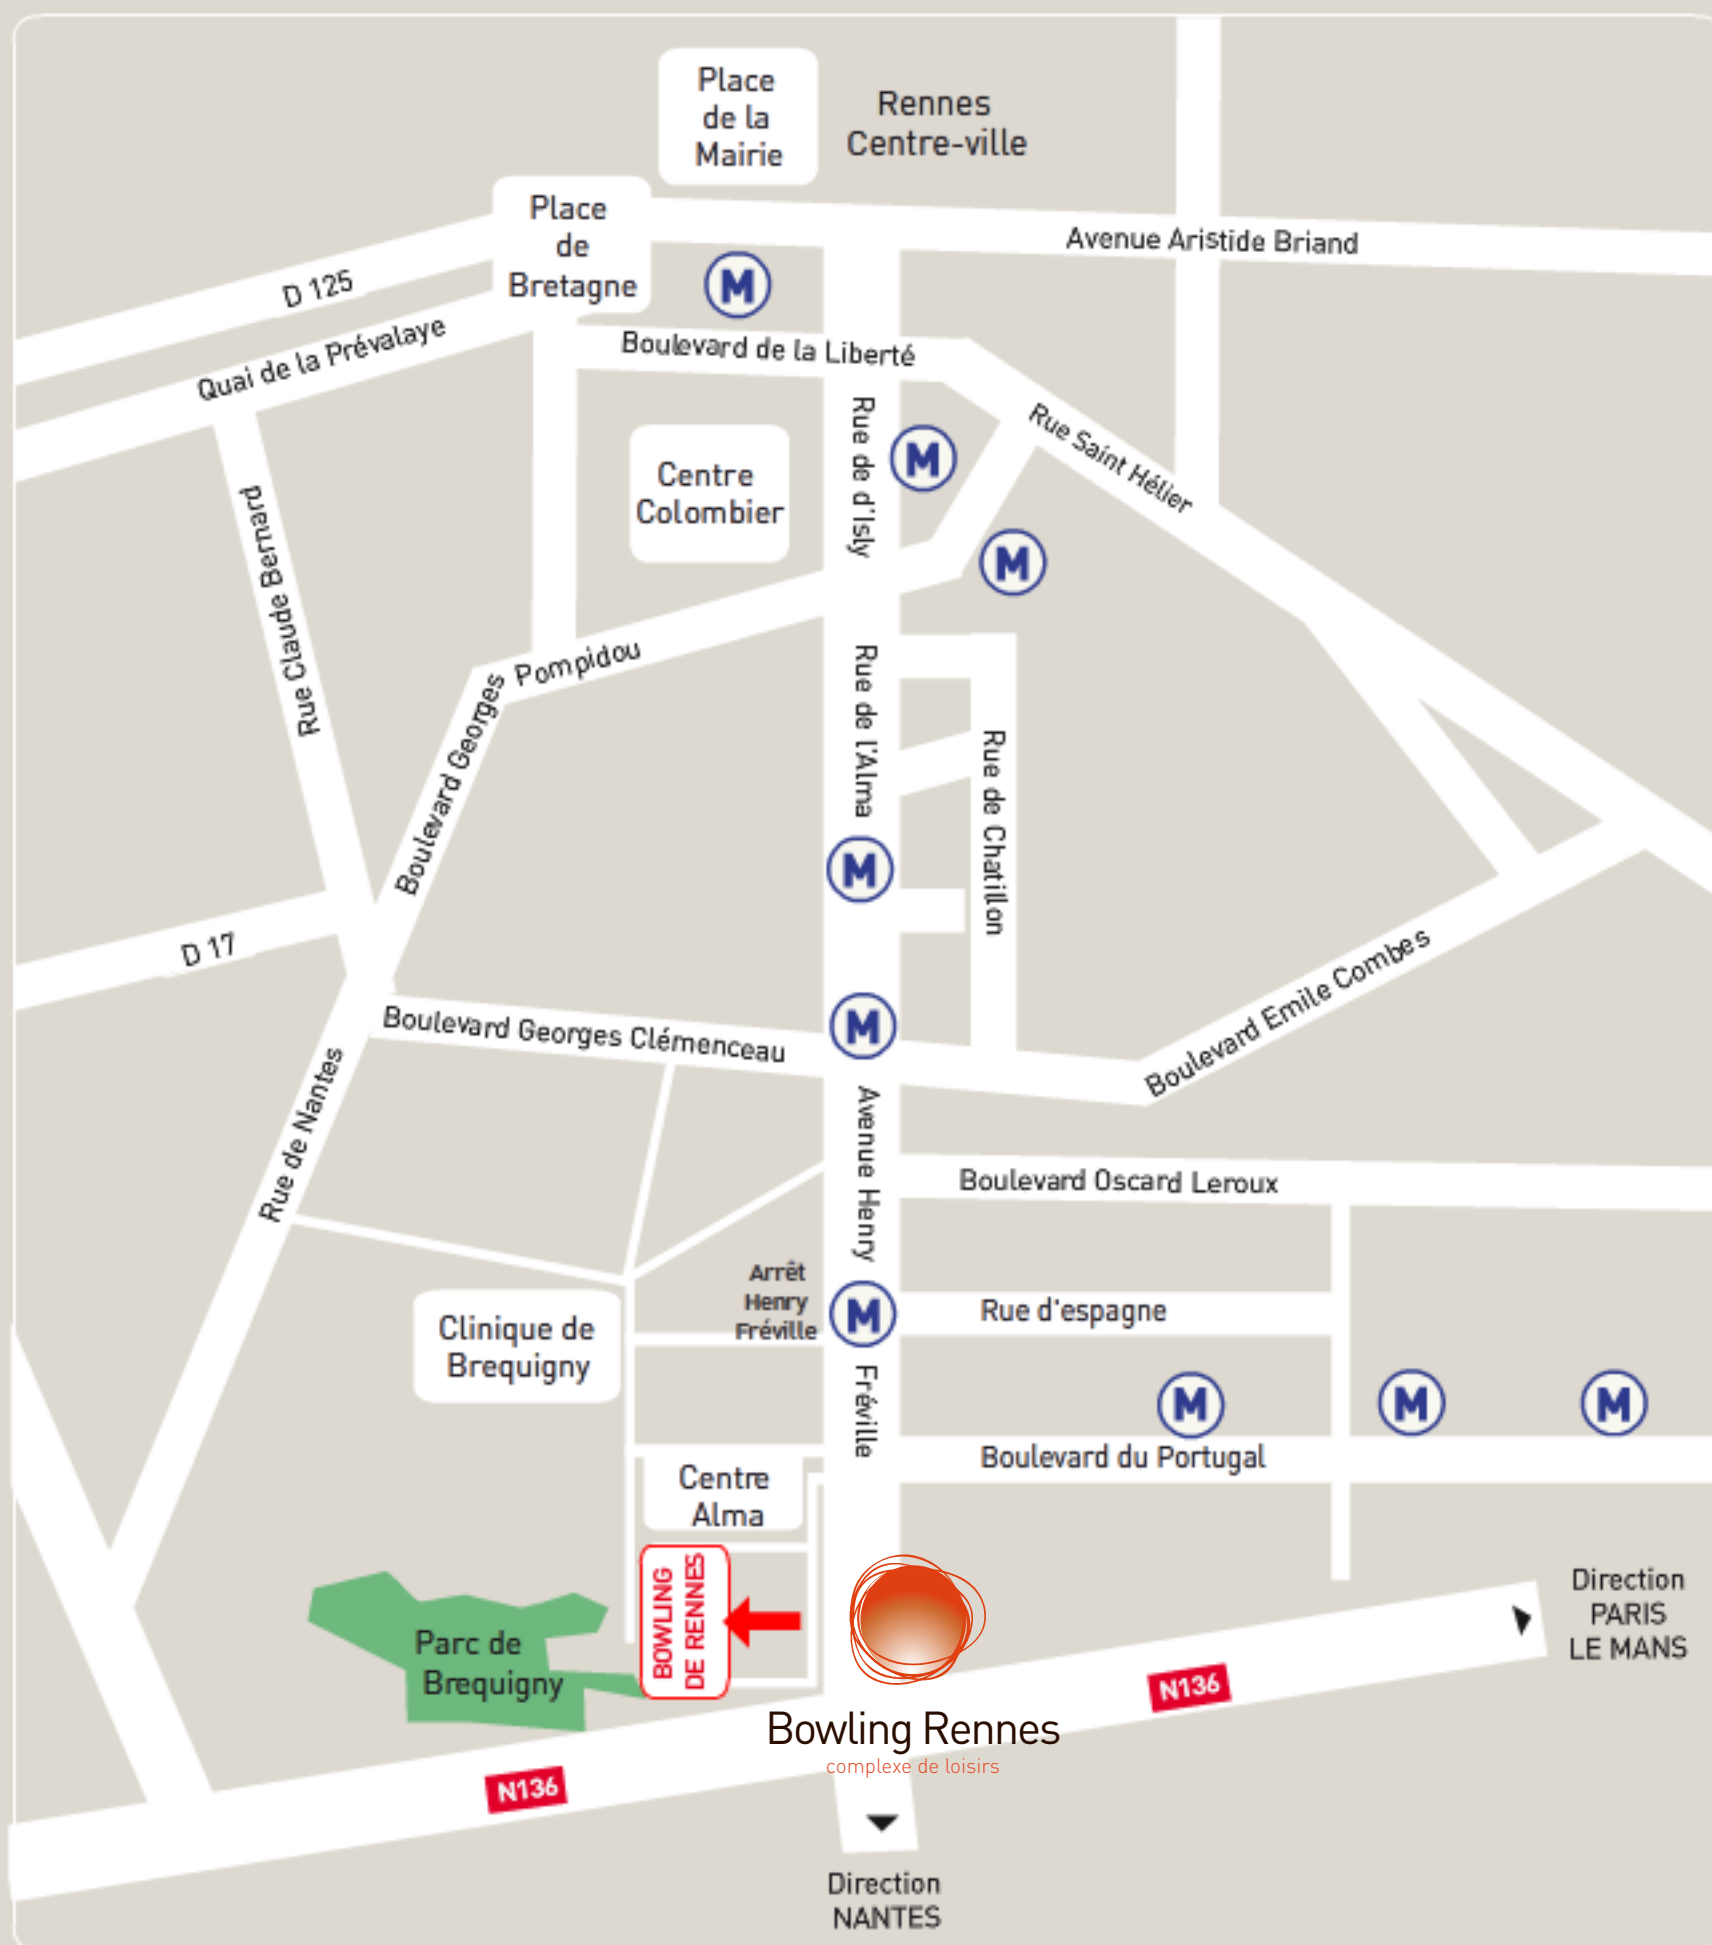 Place
de la
Mairie
Rennes
Centre-ville
Place
de
Bretagne
Avenue Aristide Briand
D 125
M
Quai de la Prévalaye
Boulevard de la Liberté
Rue de d'Isly
M
Rue Saint Hélier
Centre
Colombier
Rue Claude Bernard
M
Boulevard Georges Pompidou
Rue de l'Alma
Rue de Chatillon
M
D 17
Boulevard Emile Combes
M
Boulevard Georges Clémenceau
Rue de Nantes
Avenue Henry Fréville
Boulevard Oscard Leroux
Arrêt
Henry
Fréville
M
Rue d'espagne
Clinique de
Brequigny
M
M
M
Boulevard du Portugal
Centre
Alma
BOWLING
DE RENNES
Direction
PARIS
LE MANS
Parc de
Brequigny
N136
Bowling Rennes
complexe de loisirs
N136
Direction
NANTES